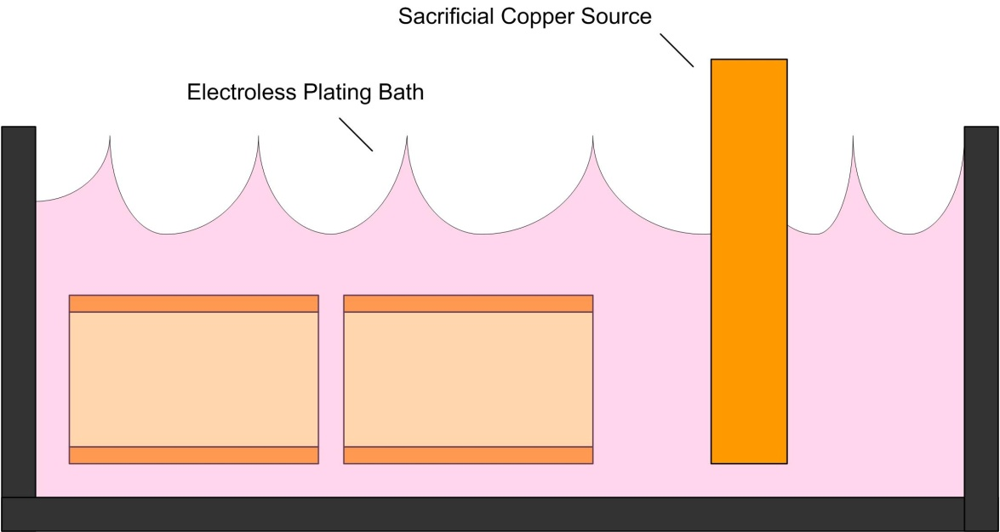 Sacrificial Copper Source
Electroless Plating Bath